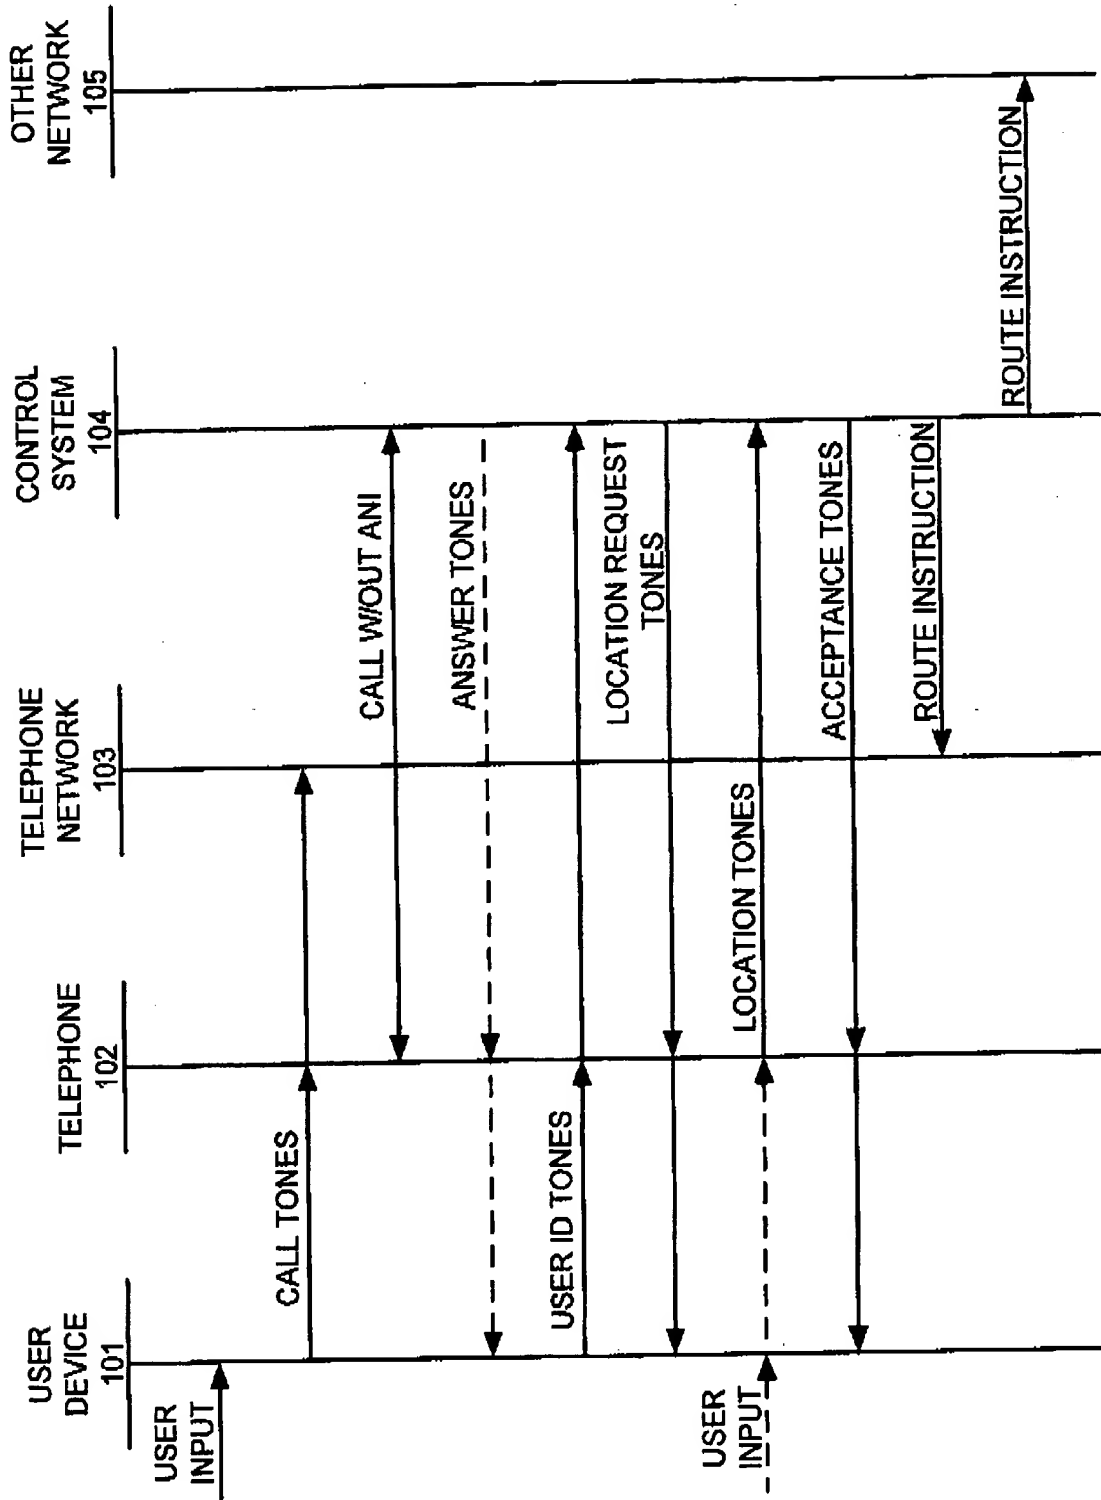 USER
DEVICE
101
TELEPHONE
102
TELEPHONE
NETWORK
103
CONTROL
SYSTEM
104
OTHER
NETWORK
105
USER
INPUT
CALL TONES
CALL W/OUT ANI
ANSWER TONES
USER ID TONES
LOCATION REQUEST
TONES
USER
INPUT
LOCATION TONES
ACCEPTANCE TONES
ROUTE INSTRUCTION
ROUTE INSTRUCTION